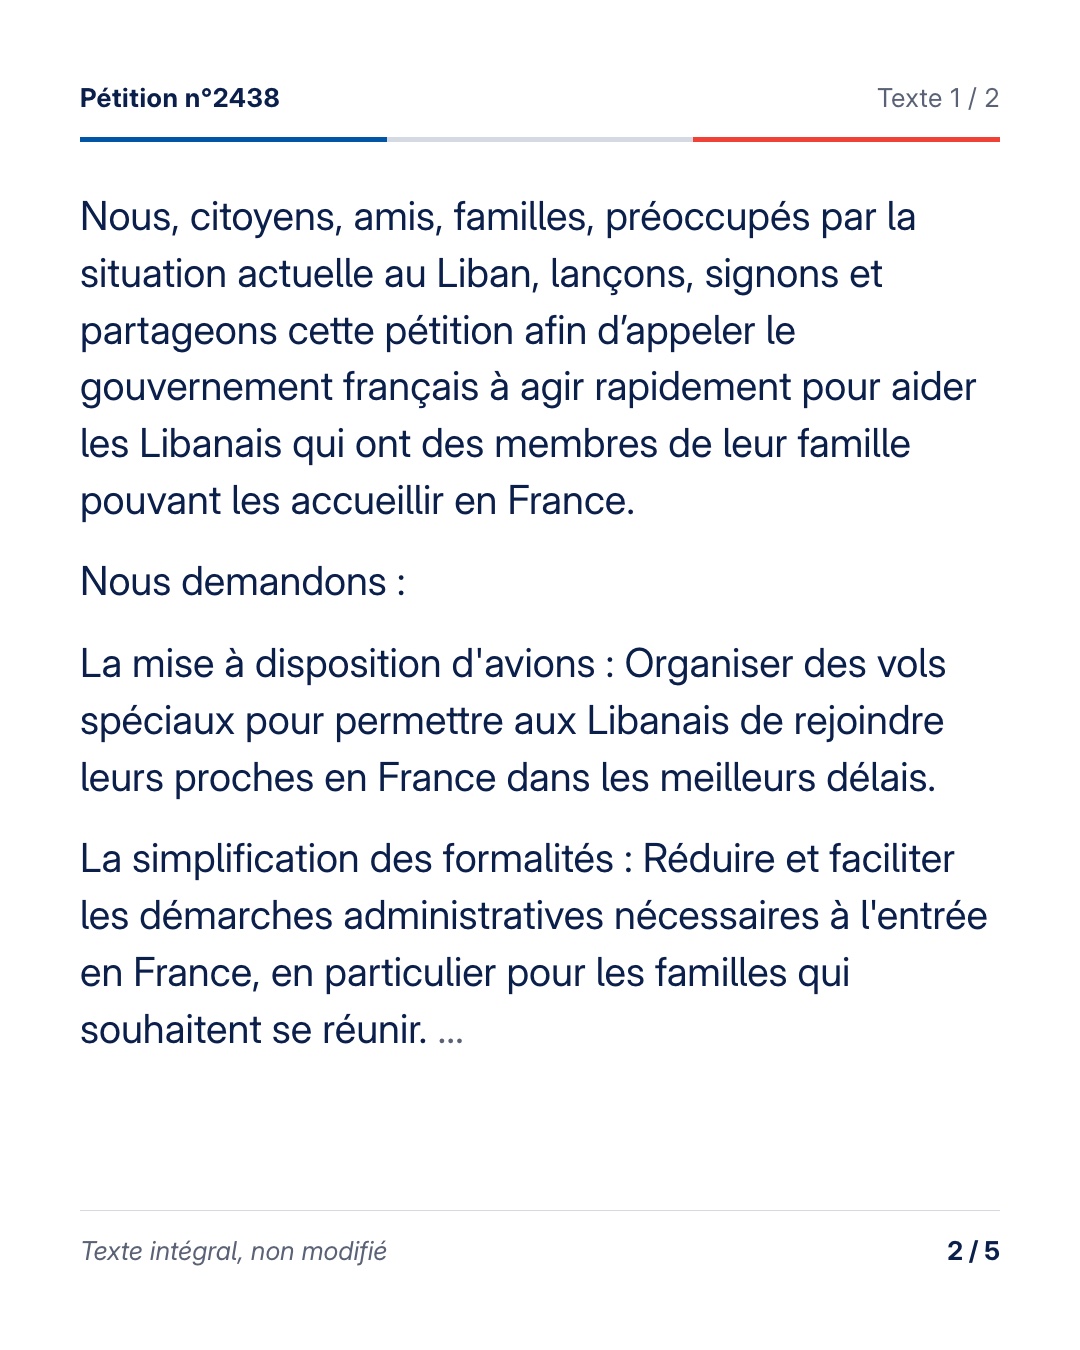 Pétition n°2438
Texte 1 / 2
Nous, citoyens, amis, familles, préoccupés par la
situation actuelle au Liban, lançons, signons et
partageons cette pétition afin d’appeler le
gouvernement français à agir rapidement pour aider
les Libanais qui ont des membres de leur famille
pouvant les accueillir en France.
Nous demandons :
La mise à disposition d'avions : Organiser des vols
spéciaux pour permettre aux Libanais de rejoindre
leurs proches en France dans les meilleurs délais.
La simplification des formalités : Réduire et faciliter
les démarches administratives nécessaires à l'entrée
en France, en particulier pour les familles qui
souhaitent se réunir. ...
Texte intégral, non modifié
2 / 5